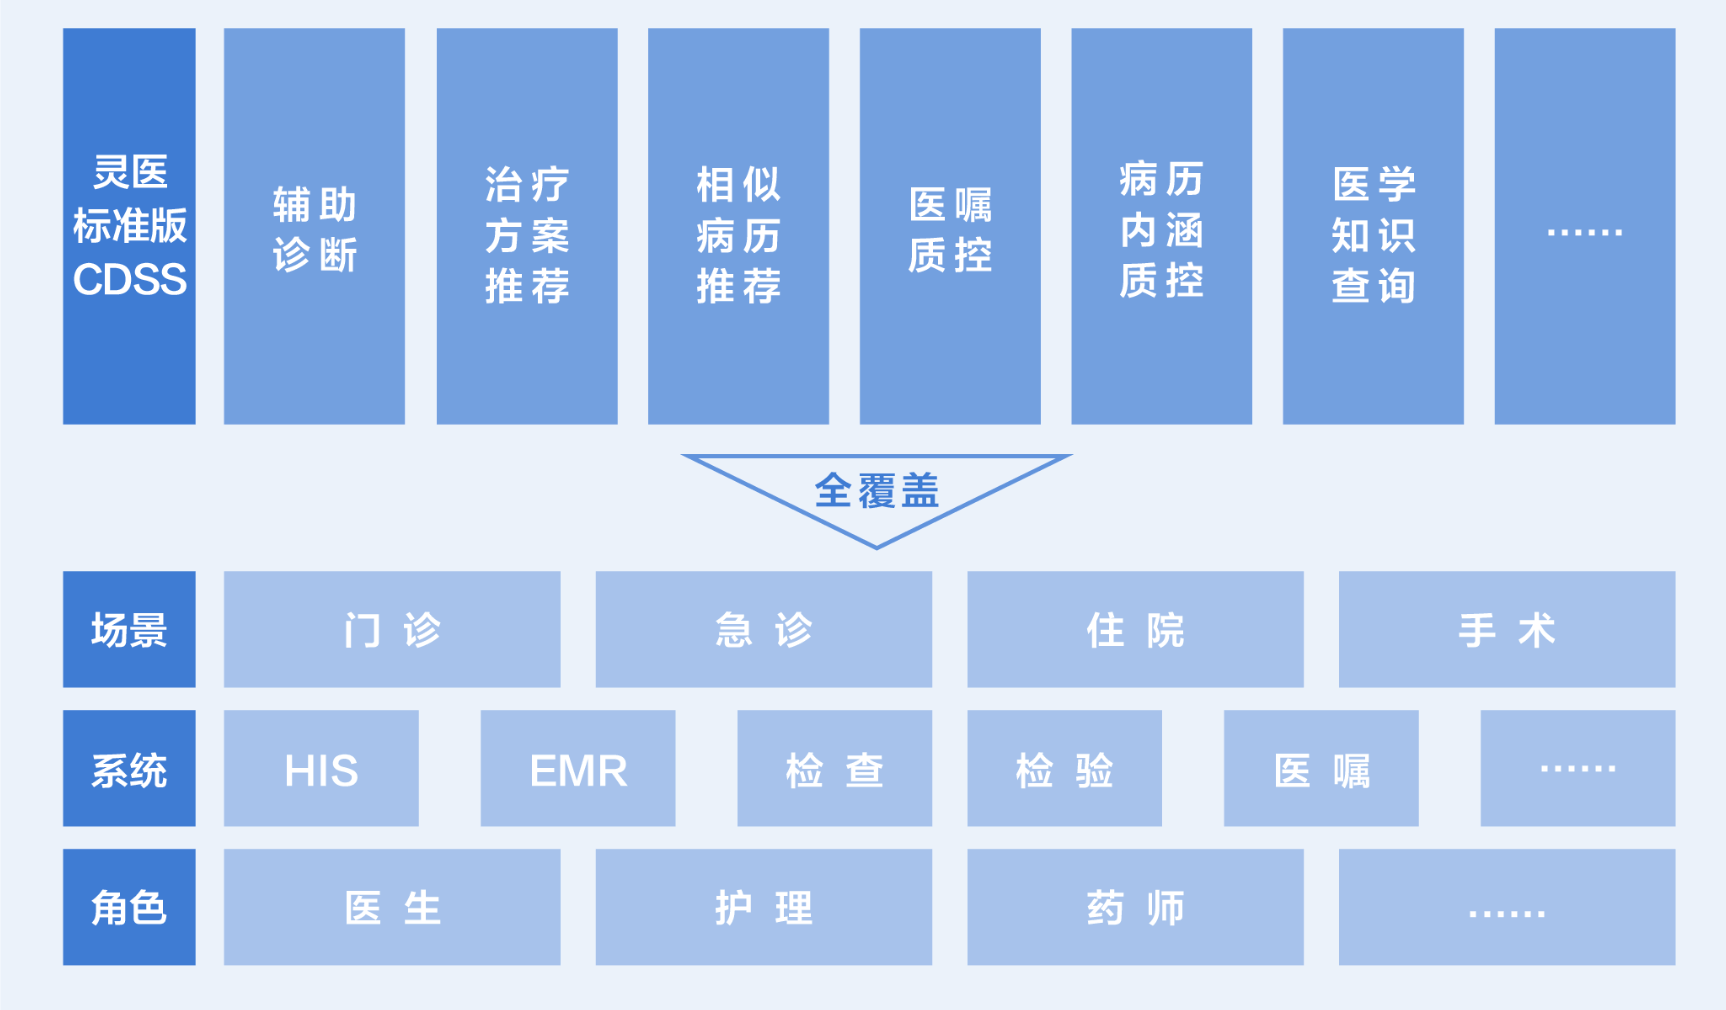 灵医
标准版
CDSS
辅助
诊断
治疗
方案
推荐
相似
病历
推荐
医嘱
质控
病历
内涵
质控
医学
知识
查询
······
全覆盖
场景
门诊
急诊
住院
手术
系统
HIS
EMR
检查
检验
医嘱
······
角色
医生
护理
药师
······